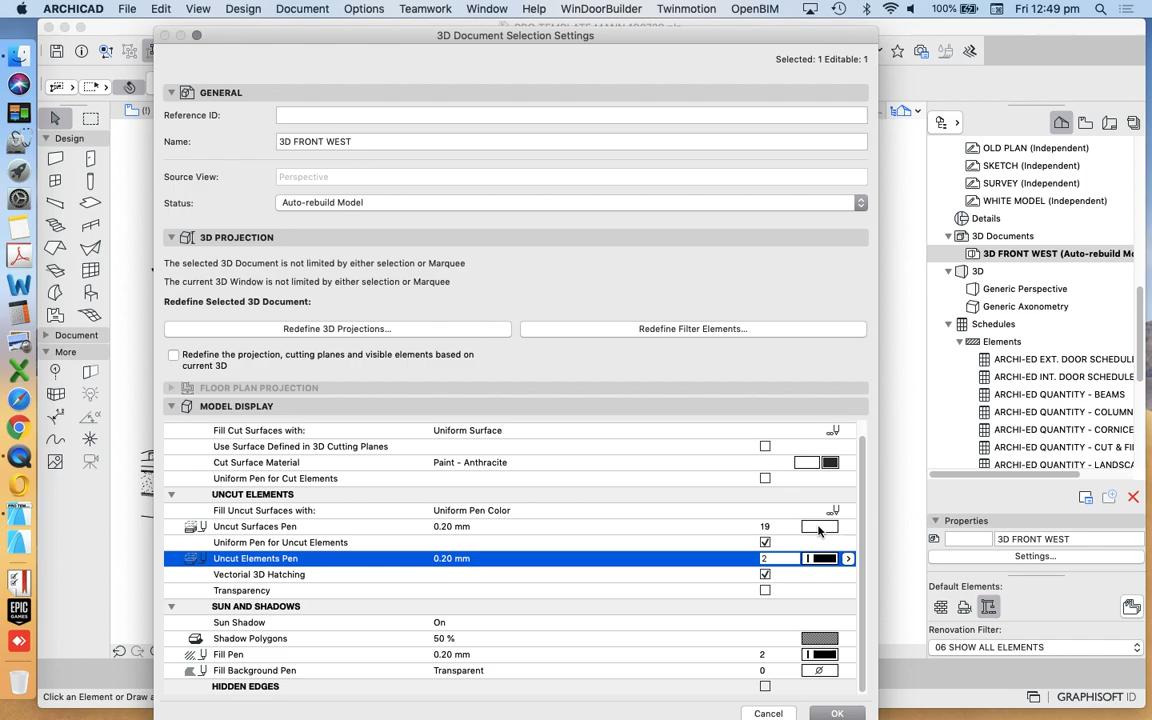 ARCHICAD File Edit View Design Document Options Teamwork Window Help WinDoorBuilder Twinmotion OpenBIM 100% Fri 12:49 pm
3D Document Selection Settings
Selected: 1 Editable: 1
GENERAL
Reference ID:
Name: 3D FRONT WEST
Source View: Perspective
Status: Auto-rebuild Model
3D PROJECTION
The selected 3D Document is not limited by either selection or Marquee
The current 3D Window is not limited by either selection or Marquee
Redefine Selected 3D Document:
Redefine 3D Projections... Redefine Filter Elements...
Redefine the projection, cutting planes and visible elements based on
current 3D
FLOOR PLAN PROJECTION
MODEL DISPLAY
Fill Cut Surfaces with: Uniform Surface
Use Surface Defined in 3D Cutting Planes
Cut Surface Material Paint - Anthracite
Uniform Pen for Cut Elements
UNCUT ELEMENTS
Fill Uncut Surfaces with: Uniform Pen Color
Uncut Surfaces Pen 0.20 mm 19
Uniform Pen for Uncut Elements
Uncut Elements Pen 0.20 mm 2
Vectorial 3D Hatching
Transparency
SUN AND SHADOWS
Sun Shadow On
Shadow Polygons 50 %
Fill Pen 0.20 mm 2
Fill Background Pen Transparent 0
HIDDEN EDGES
Cancel OK
Design
Document
More
(!)
Click an Element or Draw a
OLD PLAN (Independent)
SKETCH (Independent)
SURVEY (Independent)
WHITE MODEL (Independent)
Details
3D Documents
3D FRONT WEST (Auto-rebuild Mo
3D
Generic Perspective
Generic Axonometry
Schedules
Elements
ARCHI-ED EXT. DOOR SCHEDUL
ARCHI-ED INT. DOOR SCHEDULE
ARCHI-ED QUANTITY - BEAMS
ARCHI-ED QUANTITY - COLUMN
ARCHI-ED QUANTITY - CORNICE
ARCHI-ED QUANTITY - CUT & FI
ARCHI-ED QUANTITY - LANDSCA
Properties
3D FRONT WEST
Settings...
Default Elements:
Renovation Filter:
06 SHOW ALL ELEMENTS
GRAPHISOFT ID